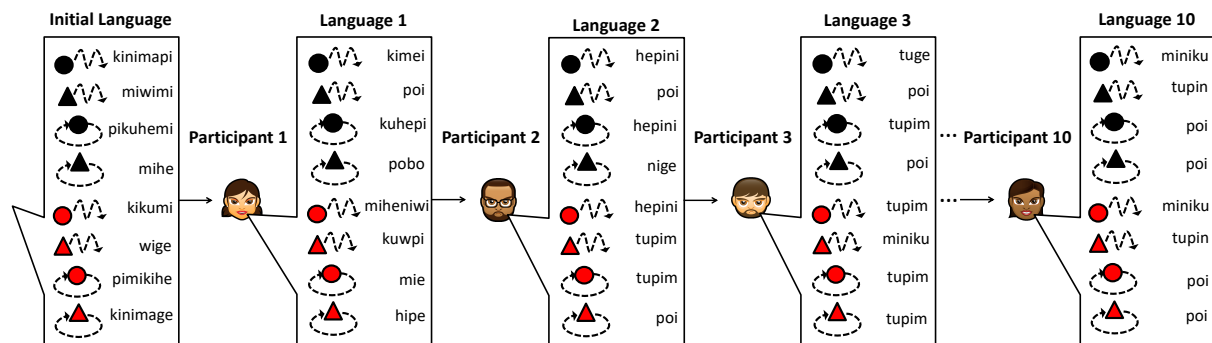 Initial Language
kinimapi
miwimi
pikuhemi
mihe
kikumi
wige
pimikihe
kinimage
Participant 1
Language 1
kimei
poi
kuhepi
pobo
miheniwi
kuwpi
mie
hipe
Participant 2
Language 2
hepini
poi
hepini
nige
hepini
tupim
tupim
poi
Participant 3
Language 3
tuge
poi
tupim
poi
tupim
miniku
tupim
tupim
...
...
Participant 10
Language 10
miniku
tupin
poi
poi
miniku
tupin
poi
poi